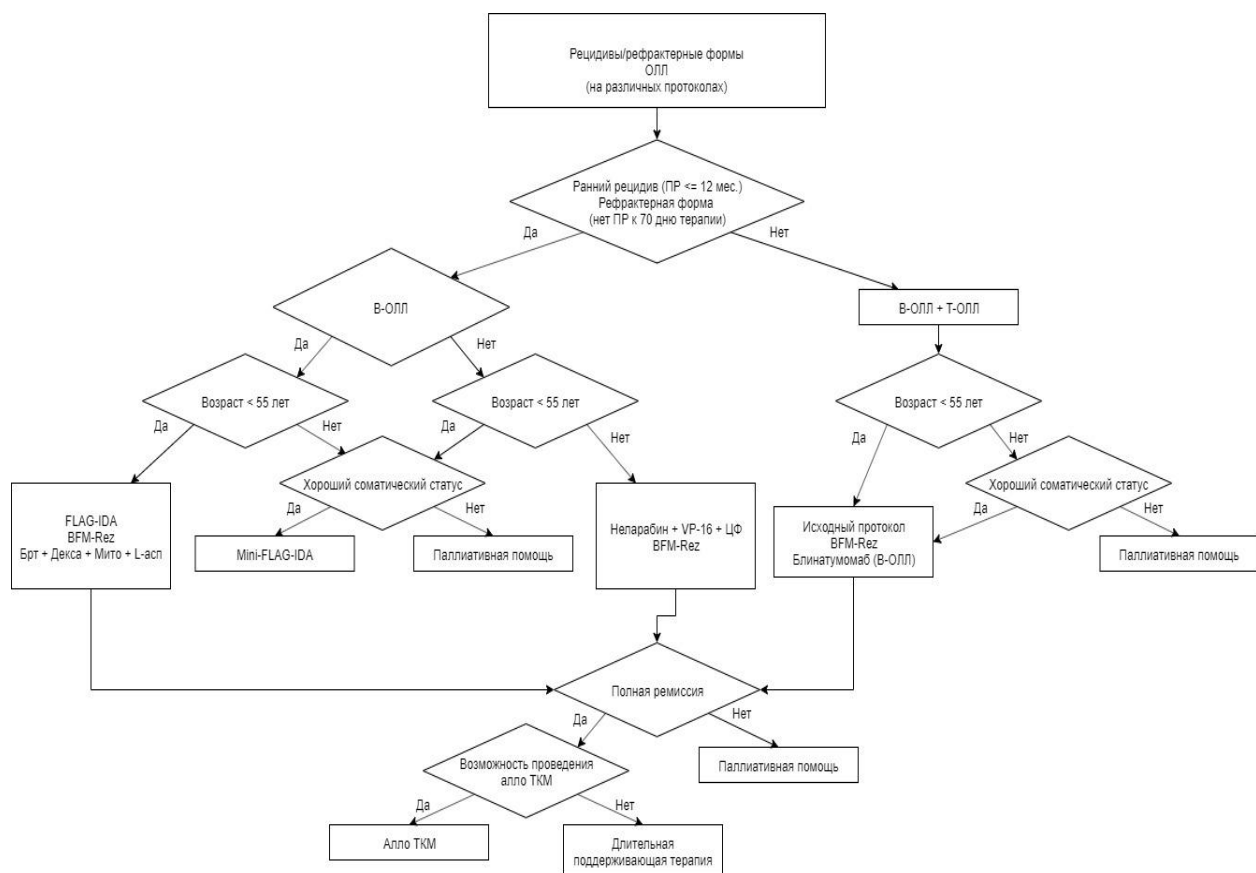 Рецидивы/рефрактерные формы
ОЛЛ
(на различных протоколах)
Ранний рецидив (ПР <= 12 мес.)
Рефрактерная форма
(нет ПР к 70 дню терапии)
Да
Нет
В-ОЛЛ
В-ОЛЛ + Т-ОЛЛ
Да
Нет
Возраст < 55 лет
Возраст < 55 лет
Возраст < 55 лет
Да
Нет
Да
Нет
Да
Нет
Хороший соматический статус
Хороший соматический статус
Да
Нет
Да
Нет
FLAG-IDA
BFM-Rez
Брт + Декса + Мито + L-асп
Mini-FLAG-IDA
Паллиативная помощь
Неларабин + VP-16 + ЦФ
BFM-Rez
Исходный протокол
BFM-Rez
Блинатумомаб (В-ОЛЛ)
Паллиативная помощь
Полная ремиссия
Да
Нет
Возможность проведения
алло ТКМ
Паллиативная помощь
Да
Нет
Алло ТКМ
Длительная
поддерживающая терапия